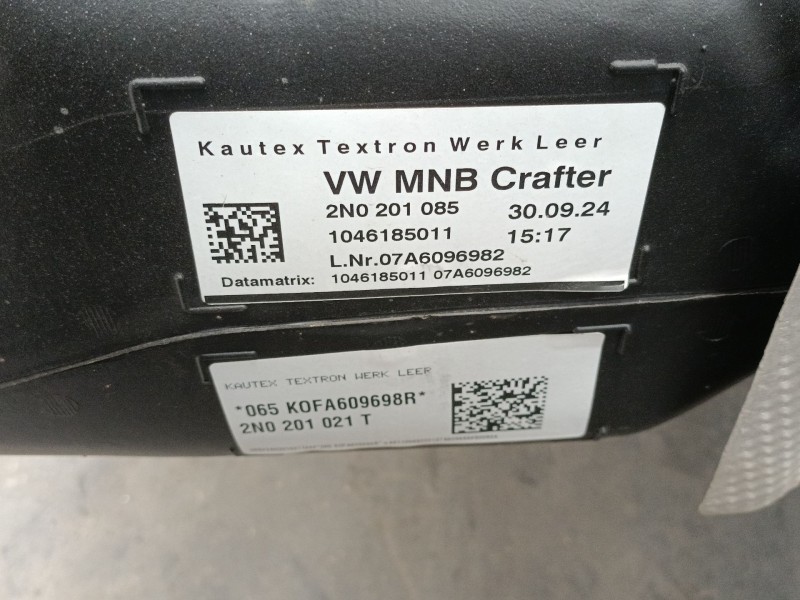 Kautex Textron Werk Leer
VW MNB Crafter
2N0 201 085 30.09.24
1046185011 15:17
L.Nr.07A6096982
Datamatrix: 1046185011 07A6096982
KAUTEX TEXTRON WERK LEER
*065 KOFA609698R*
2N0 201 021 T